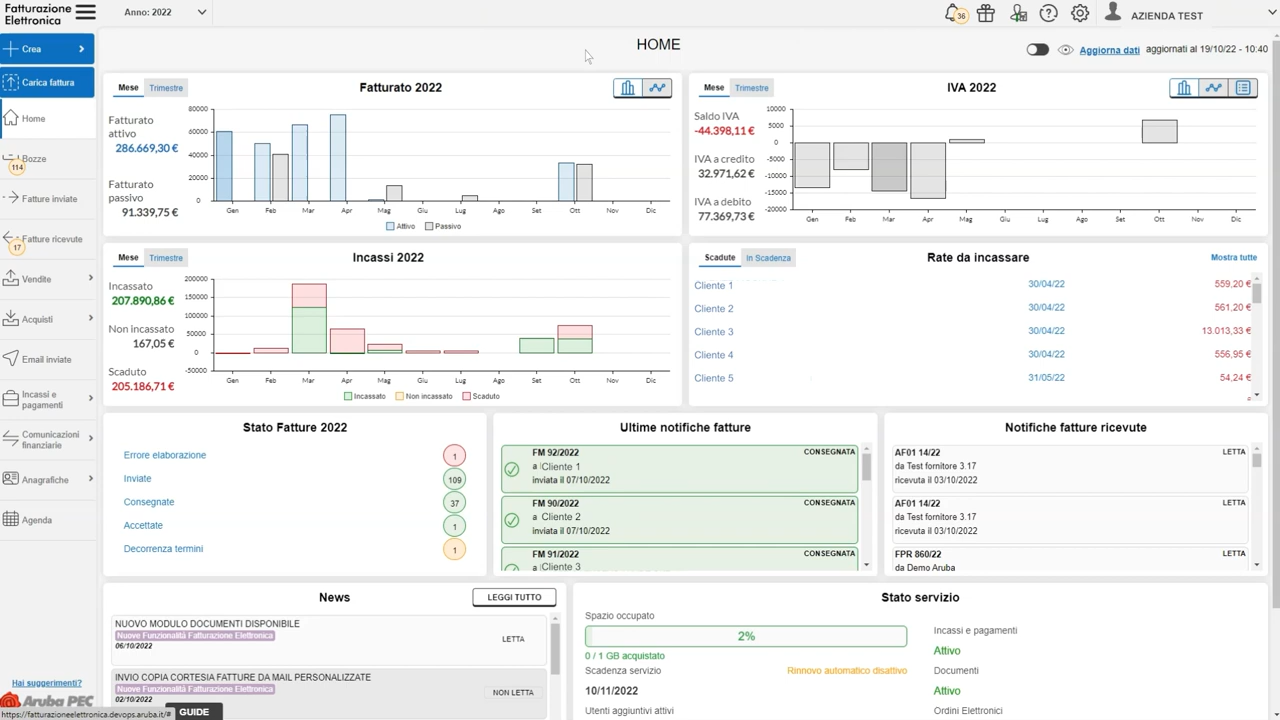 Fatturazione
Elettronica
Anno: 2022
36
AZIENDA TEST
Crea
Carica fattura
Home
Bozze
114
Fatture inviate
Fatture ricevute
17
Vendite
Acquisti
Email inviate
Incassi e
pagamenti
Comunicazioni
finanziarie
Anagrafiche
Agenda
Hai suggerimenti?
Aruba PEC
https://fatturazioneelettronica.devops.aruba.it/#
GUIDE
HOME
Aggiorna dati aggiornati al 19/10/22 - 10:40
Mese Trimestre
Fatturato 2022
Fatturato
attivo
286.669,30 €
Fatturato
passivo
91.339,75 €
80000
60000
40000
20000
0
Gen Feb Mar Apr Mag Giu Lug Ago Set Ott Nov Dic
Attivo Passivo
Mese Trimestre
IVA 2022
Saldo IVA
-44.398,11 €
IVA a credito
32.971,62 €
IVA a debito
77.369,73 €
10000
5000
0
-5000
-10000
-15000
-20000
Gen Feb Mar Apr Mag Giu Lug Ago Set Ott Nov Dic
Mese Trimestre
Incassi 2022
Incassato
207.890,86 €
Non incassato
167,05 €
Scaduto
205.186,71 €
200000
150000
100000
50000
0
-50000
Gen Feb Mar Apr Mag Giu Lug Ago Set Ott Nov Dic
Incassato Non incassato Scaduto
Scadute in Scadenza
Rate da incassare
Mostra tutte
Cliente 1 30/04/22 559,20 €
Cliente 2 30/04/22 561,20 €
Cliente 3 30/04/22 13.013,33 €
Cliente 4 30/04/22 556,95 €
Cliente 5 31/05/22 54,24 €
Stato Fatture 2022
Errore elaborazione 1
Inviate 109
Consegnate 37
Accettate 1
Decorrenza termini 1
Ultime notifiche fatture
FM 92/2022 CONSEGNATA
a Cliente 1
inviata il 07/10/2022
FM 90/2022 CONSEGNATA
a Cliente 2
inviata il 07/10/2022
FM 91/2022 CONSEGNATA
a Cliente 3
Notifiche fatture ricevute
AF01 14/22 LETTA
da Test fornitore 3.17
ricevuta il 03/10/2022
AF01 14/22 LETTA
da Test fornitore 3.17
ricevuta il 03/10/2022
FPR 860/22 LETTA
da Demo Aruba
News
LEGGI TUTTO
NUOVO MODULO DOCUMENTI DISPONIBILE
Nuove Funzionalità Fatturazione Elettronica
06/10/2022
LETTA
INVIO COPIA CORTESIA FATTURE DA MAIL PERSONALIZZATE
Nuove Funzionalità Fatturazione Elettronica
02/10/2022
NON LETTA
Stato servizio
Spazio occupato
2%
0 / 1 GB acquistato
Scadenza servizio Rinnovo automatico disattivo
10/11/2022
Utenti aggiuntivi attivi
Incassi e pagamenti
Attivo
Documenti
Attivo
Ordini Elettronici